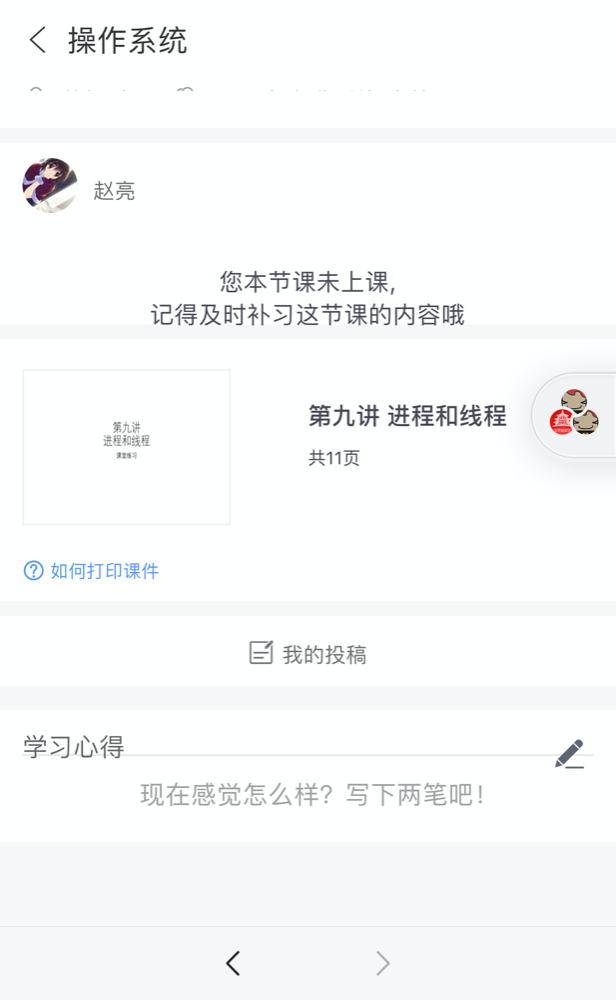 操作系统
赵亮
您本节课未上课,
记得及时补习这节课的内容哦
第九讲
进程和线程
课堂练习
第九讲 进程和线程
共11页
如何打印课件
我的投稿
学习心得
现在感觉怎么样？写下两笔吧！